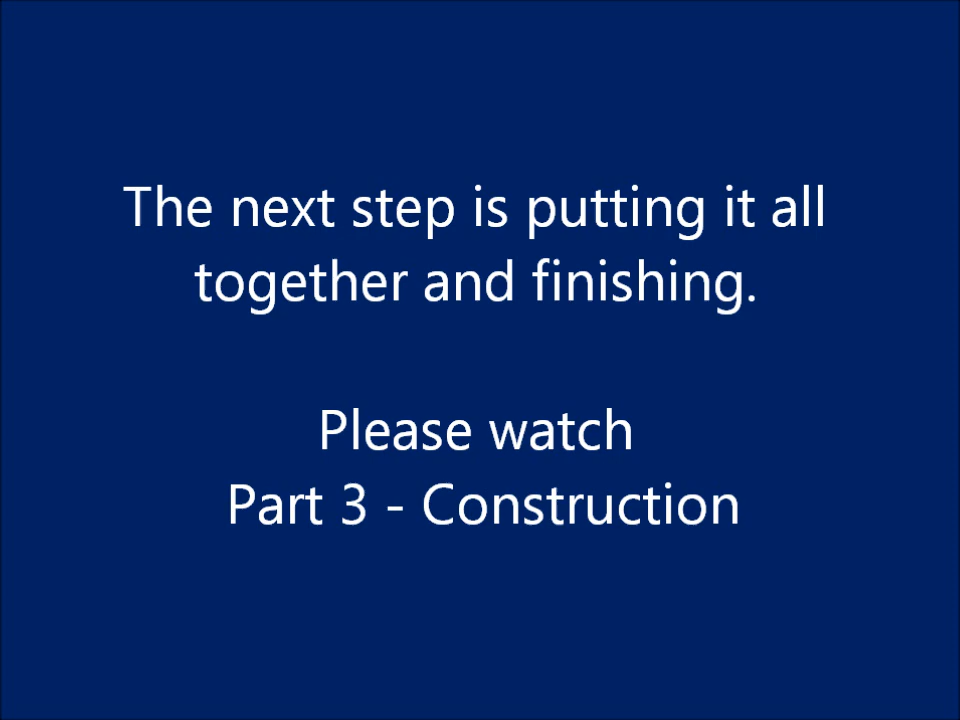 The next step is putting it all
together and finishing.
Please watch
Part 3 - Construction